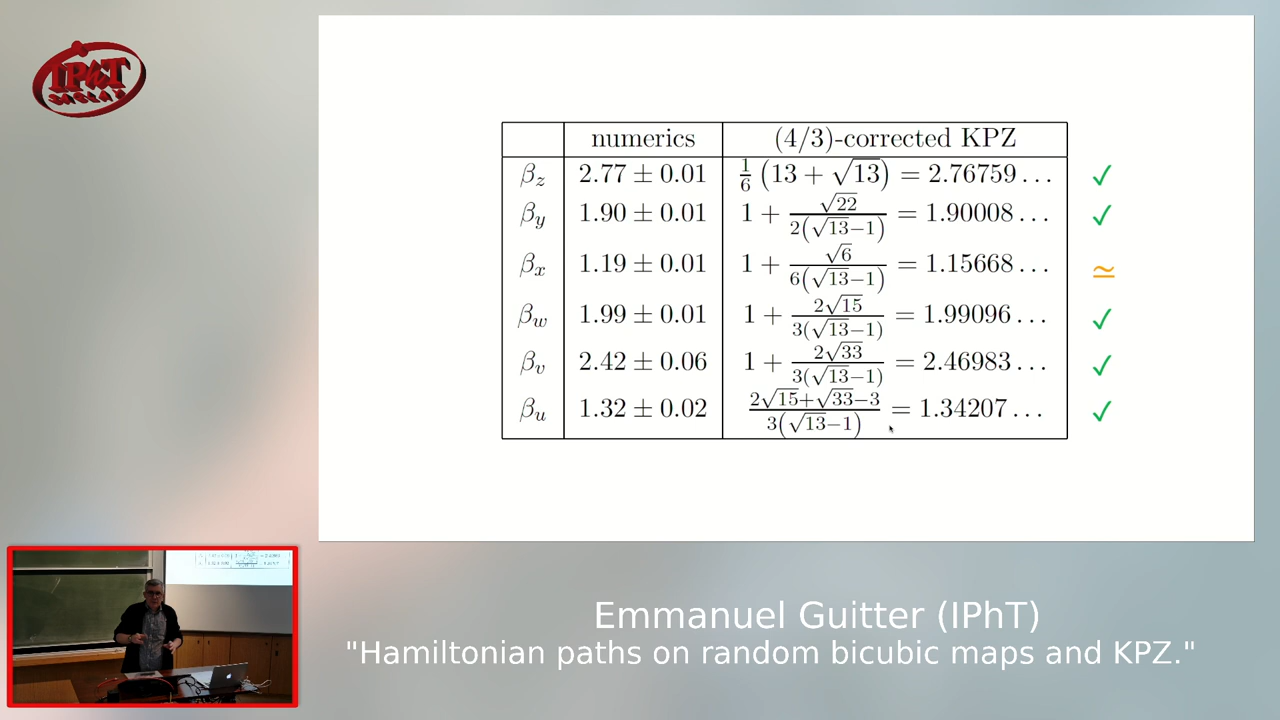 IPhT
SACLAY
numerics (4/3)-corrected KPZ
β_z 2.77 ± 0.01 1/6 (13 + √13) = 2.76759… ✓
β_y 1.90 ± 0.01 1 + √22/2(√13−1) = 1.90008… ✓
β_x 1.19 ± 0.01 1 + √6/6(√13−1) = 1.15668… ≃
β_w 1.99 ± 0.01 1 + 2√15/3(√13−1) = 1.99096… ✓
β_v 2.42 ± 0.06 1 + 2√33/3(√13−1) = 2.46983… ✓
β_u 1.32 ± 0.02 2√15+√33−3/3(√13−1) = 1.34207… ✓
Emmanuel Guitter (IPhT)
"Hamiltonian paths on random bicubic maps and KPZ."